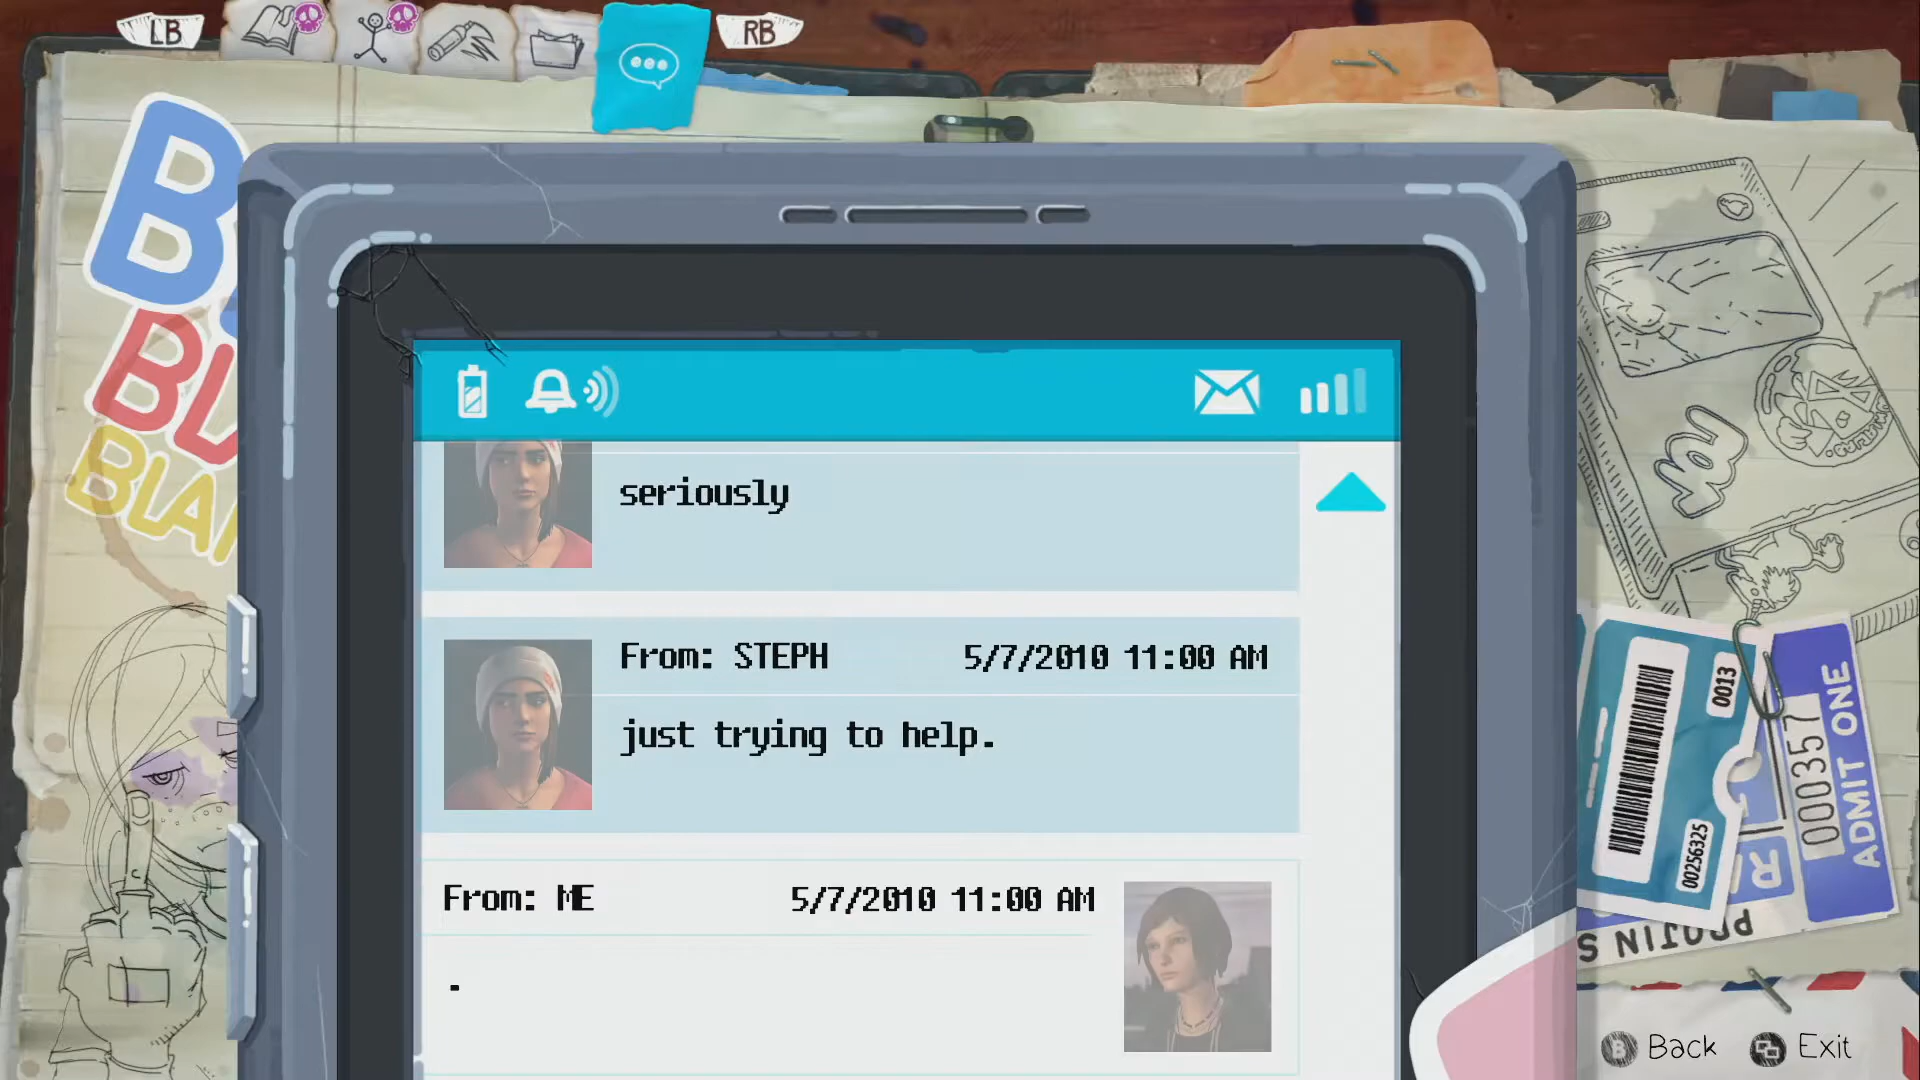 LB
RB
seriously
From: STEPH 5/7/2010 11:00 AM
just trying to help.
From: ME 5/7/2010 11:00 AM
.
0013
00256325
000357
ADMIT ONE
Back
Exit